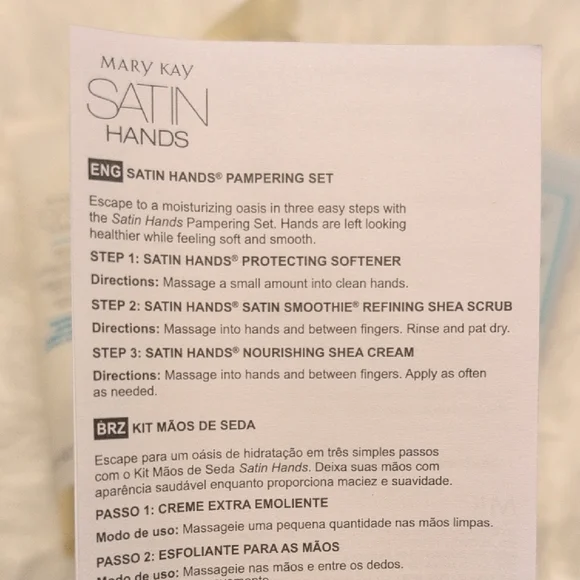 MARY KAY
SATIN
HANDS
ENG SATIN HANDS® PAMPERING SET
Escape to a moisturizing oasis in three easy steps with
the Satin Hands Pampering Set. Hands are left looking
healthier while feeling soft and smooth.
STEP 1: SATIN HANDS® PROTECTING SOFTENER
Directions: Massage a small amount into clean hands.
STEP 2: SATIN HANDS® SATIN SMOOTHIE® REFINING SHEA SCRUB
Directions: Massage into hands and between fingers. Rinse and pat dry.
STEP 3: SATIN HANDS® NOURISHING SHEA CREAM
Directions: Massage into hands and between fingers. Apply as often
as needed.
BRZ KIT MÃOS DE SEDA
Escape para um oásis de hidratação em três simples passos
com o Kit Mãos de Seda Satin Hands. Deixa suas mãos com
aparência saudável enquanto proporciona maciez e suavidade.
PASSO 1: CREME EXTRA EMOLIENTE
Modo de uso: Massageie uma pequena quantidade nas mãos limpas.
PASSO 2: ESFOLIANTE PARA AS MÃOS
Modo de uso: Massageie nas mãos e entre os dedos.